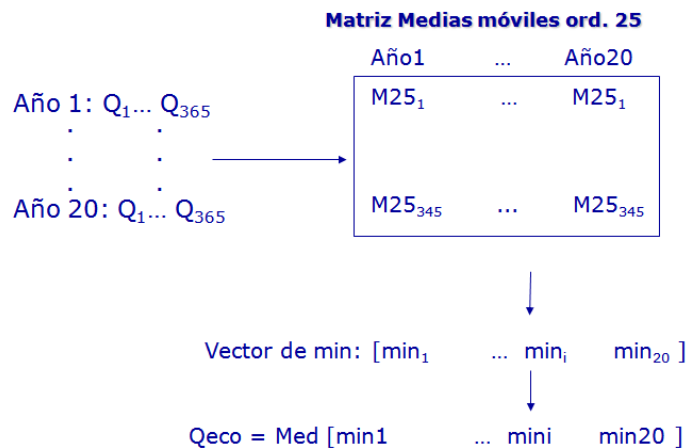 Matriz Medias móviles ord. 25
Año1 ... Año20
Año 1: Q1... Q365
. .
. .
. .
Año 20: Q1... Q365
M251 ... M251
M25345 ... M25345
Vector de min: [min1 ... mini min20 ]
Qeco = Med [min1 ... mini min20 ]